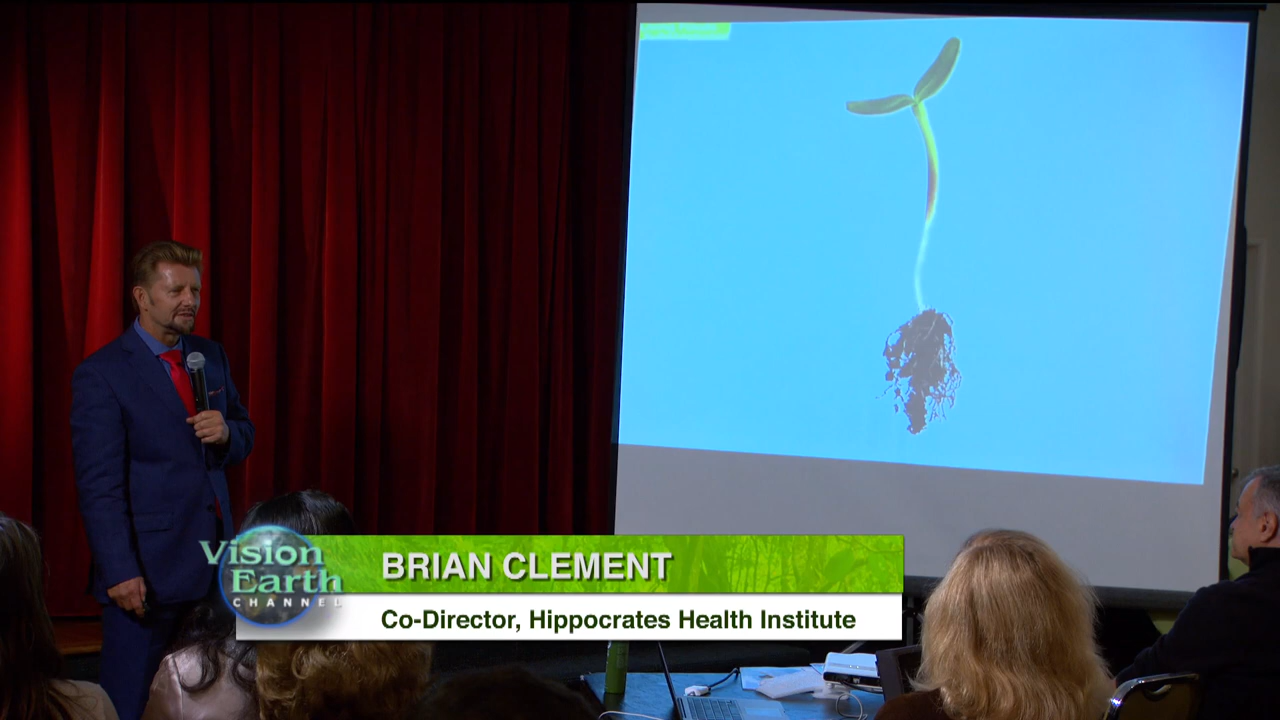 Vision
Earth
CHANNEL
BRIAN CLEMENT
Co-Director, Hippocrates Health Institute